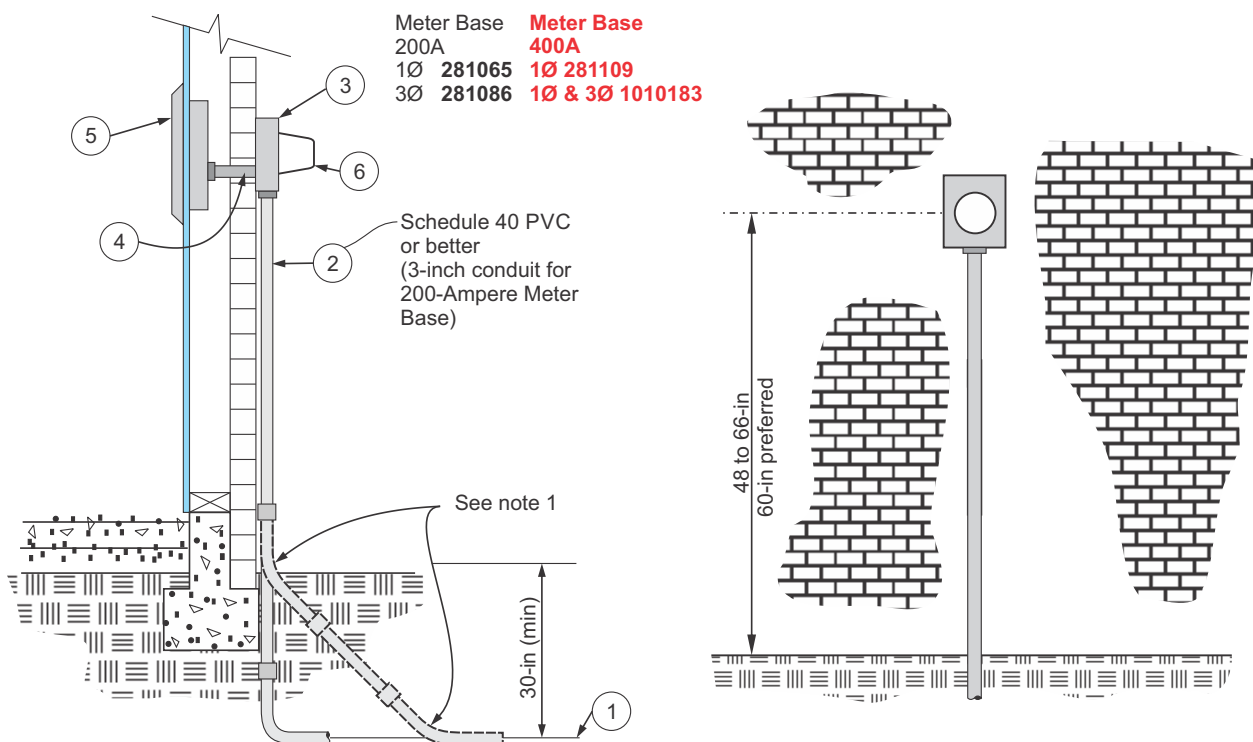 Meter Base Meter Base
200A 400A
1Ø 281065 1Ø 281109
3Ø 281086 1Ø & 3Ø 1010183
3
5
6
4
2
Schedule 40 PVC
or better
(3-inch conduit for
200-Ampere Meter
Base)
48 to 66-in
60-in preferred
See note 1
30-in (min)
1